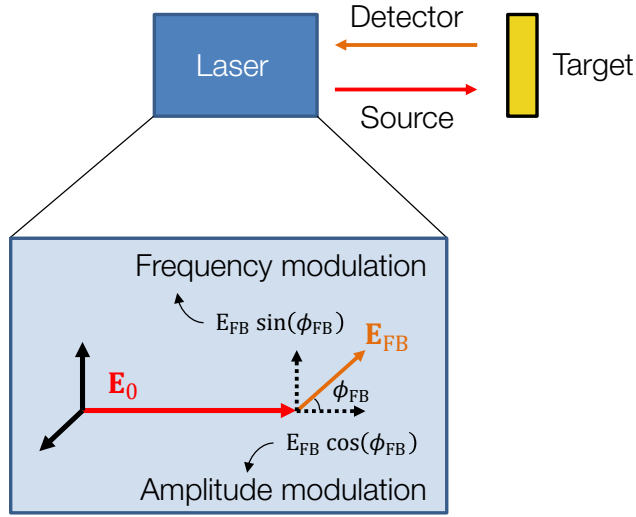 Detector
Laser
Target
Source
Frequency modulation
E_FB sin(ϕ_FB)
E_FB
E_0
ϕ_FB
E_FB cos(ϕ_FB)
Amplitude modulation